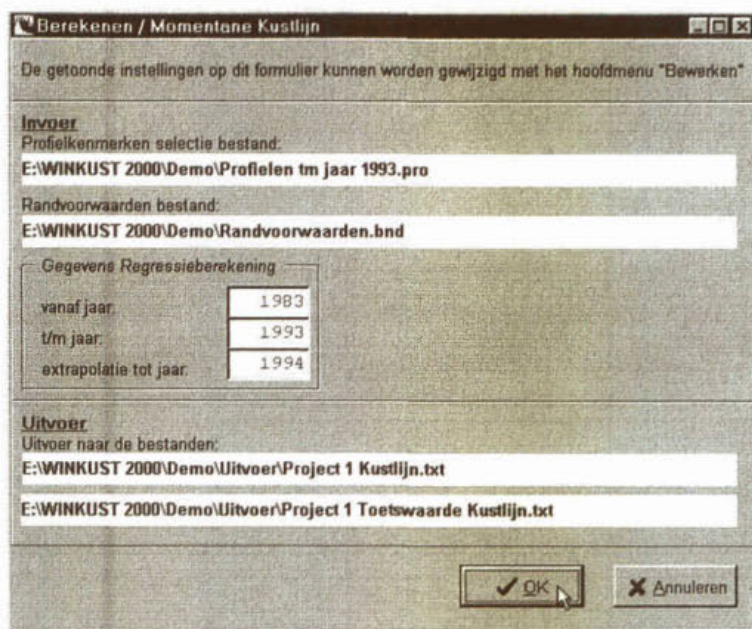 Berekenen / Momentane Kustlijn
De getoonde instellingen op dit formulier kunnen worden gewijzigd met het hoofdmenu "Bewerken"
Invoer
Profielkenmerken selectie bestand:
E:\WINKUST 2000\Demo\Profielen tm jaar 1993.pro
Randvoorwaarden bestand:
E:\WINKUST 2000\Demo\Randvoorwaarden.bnd
Gegevens Regressieberekening
vanaf jaar: 1983
t/m jaar: 1993
extrapolatie tot jaar: 1994
Uitvoer
Uitvoer naar de bestanden:
E:\WINKUST 2000\Demo\Uitvoer\Project 1 Kustlijn.txt
E:\WINKUST 2000\Demo\Uitvoer\Project 1 Toetswaarde Kustlijn.txt
OK Annuleren